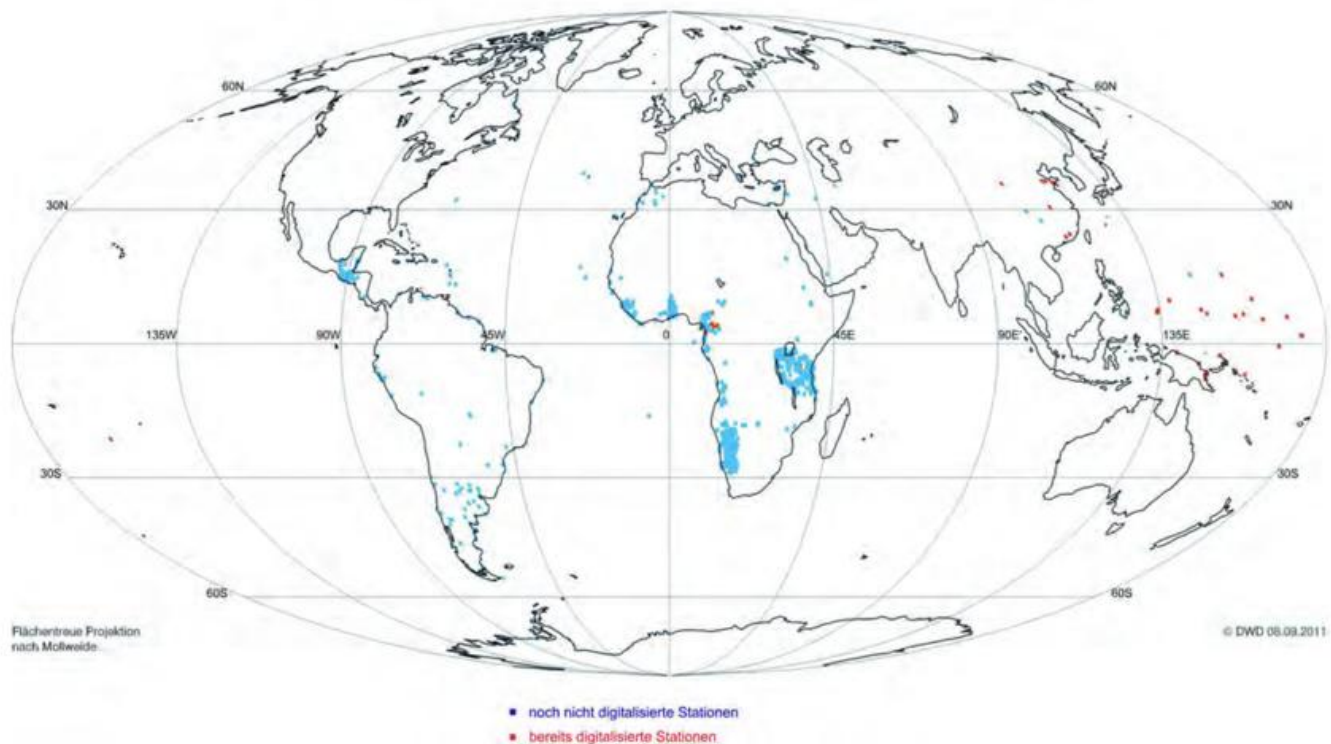 60N
60N
30N
30N
135W
90W
45W
0
45E
90E
135E
30S
30S
60S
60S
Flächentreue Projektion
nach Mollweide
© DWD 08.09.2011
noch nicht digitalisierte Stationen
bereits digitalisierte Stationen